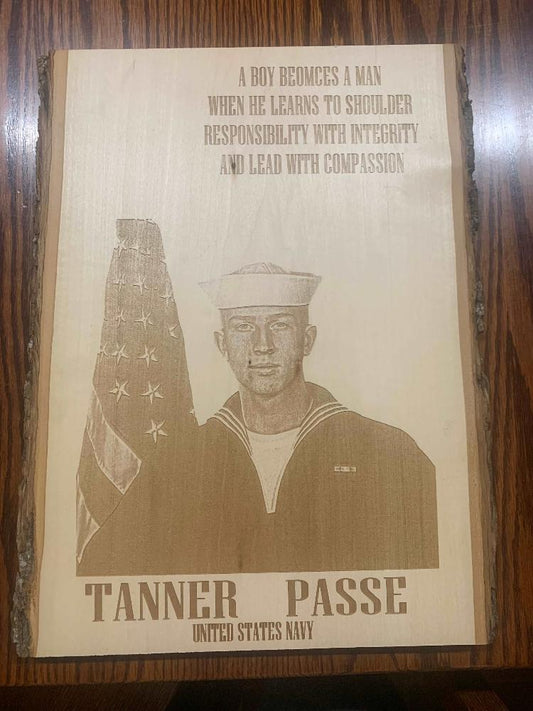 A BOY BEOMCES A MAN
WHEN HE LEARNS TO SHOULDER
RESPONSIBILITY WITH INTEGRITY
AND LEAD WITH COMPASSION
TANNER PASSE
UNITED STATES NAVY